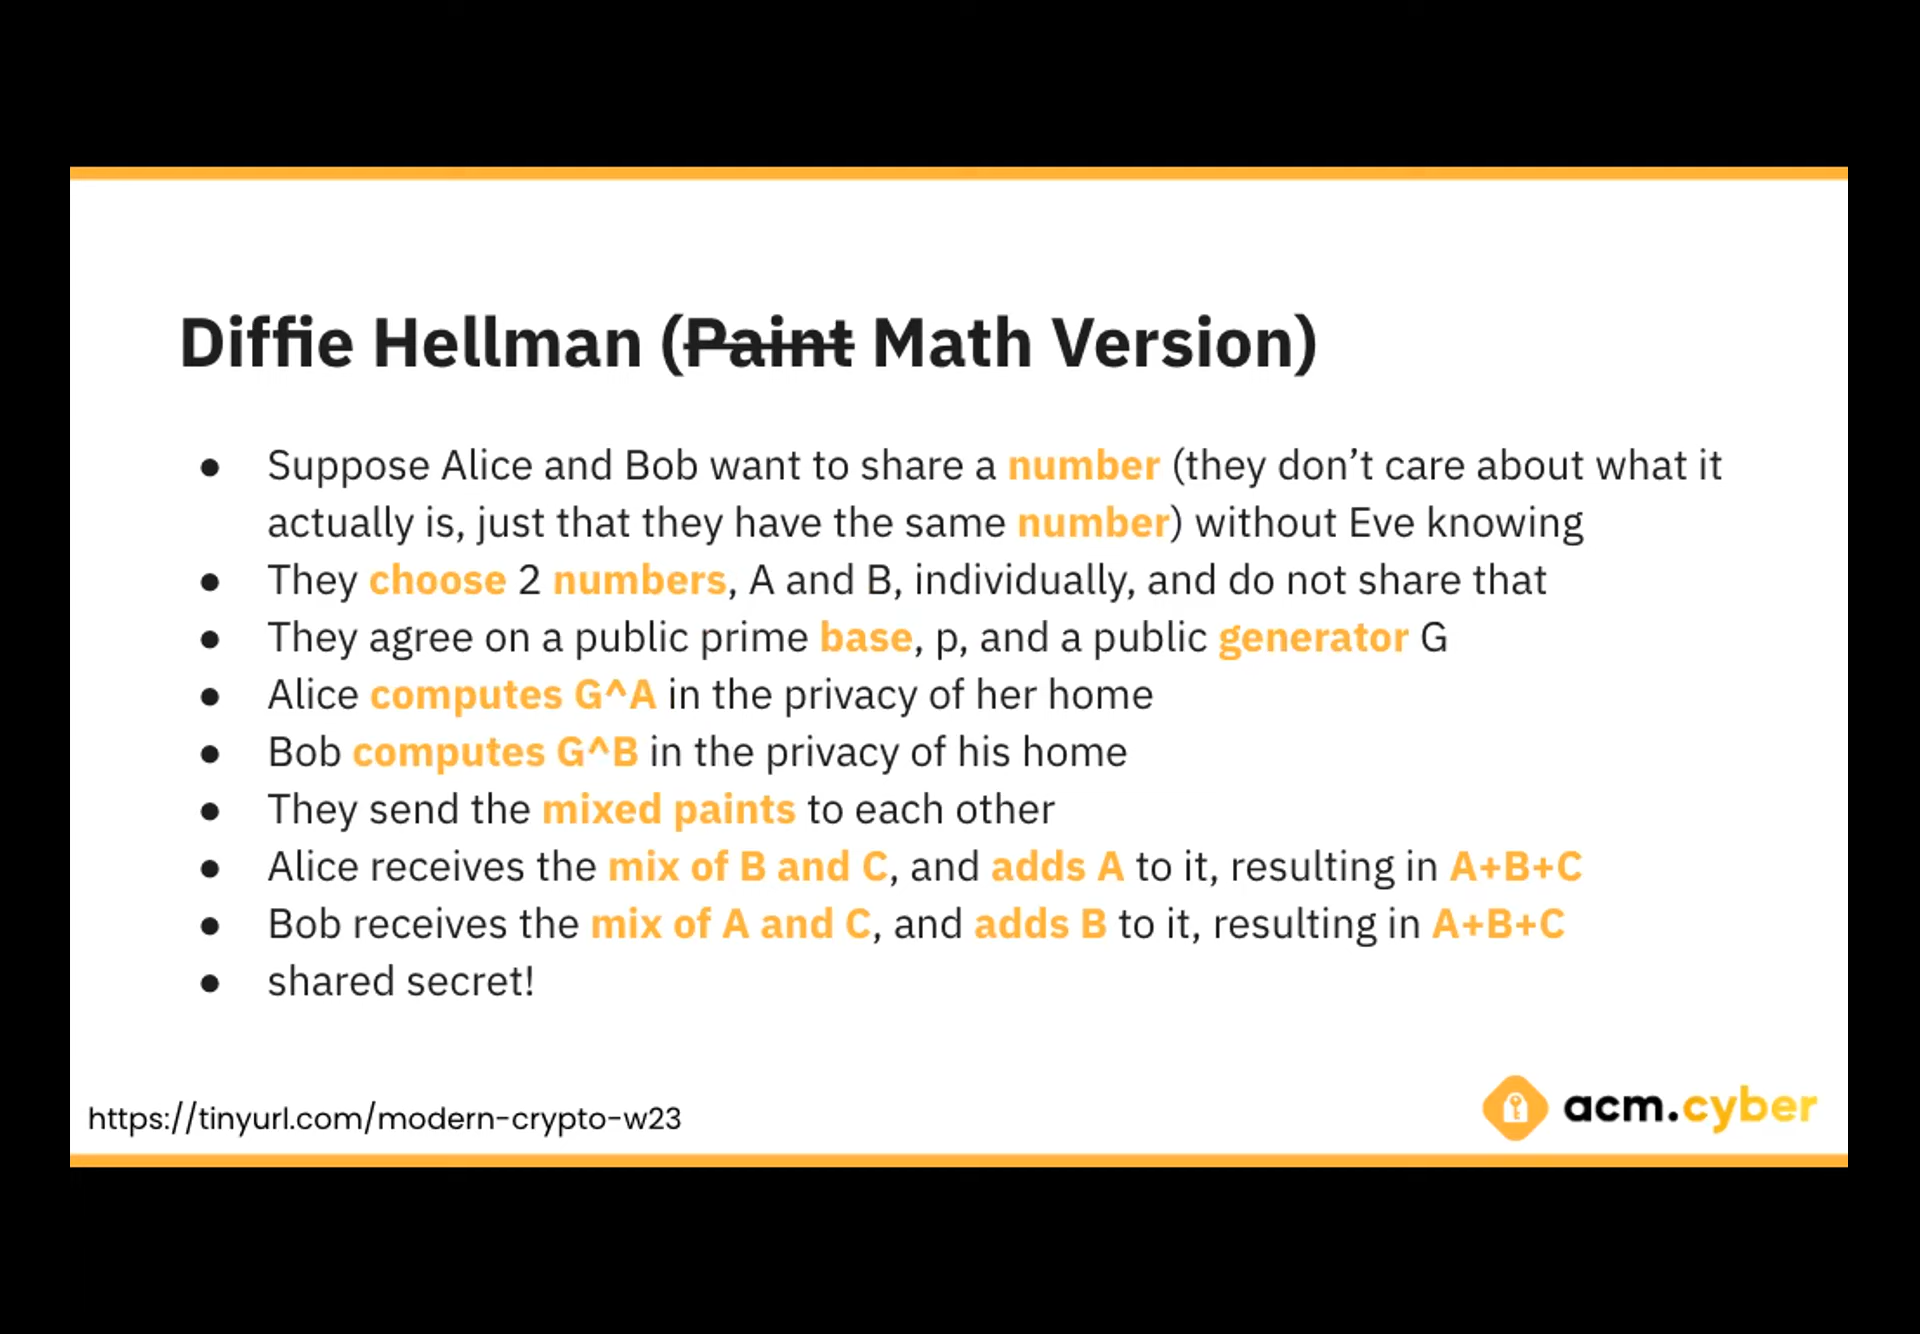 Diffie Hellman (Paint Math Version)
● Suppose Alice and Bob want to share a number (they don’t care about what it
actually is, just that they have the same number) without Eve knowing
● They choose 2 numbers, A and B, individually, and do not share that
● They agree on a public prime base, p, and a public generator G
● Alice computes G^A in the privacy of her home
● Bob computes G^B in the privacy of his home
● They send the mixed paints to each other
● Alice receives the mix of B and C, and adds A to it, resulting in A+B+C
● Bob receives the mix of A and C, and adds B to it, resulting in A+B+C
● shared secret!
https://tinyurl.com/modern-crypto-w23
acm.cyber